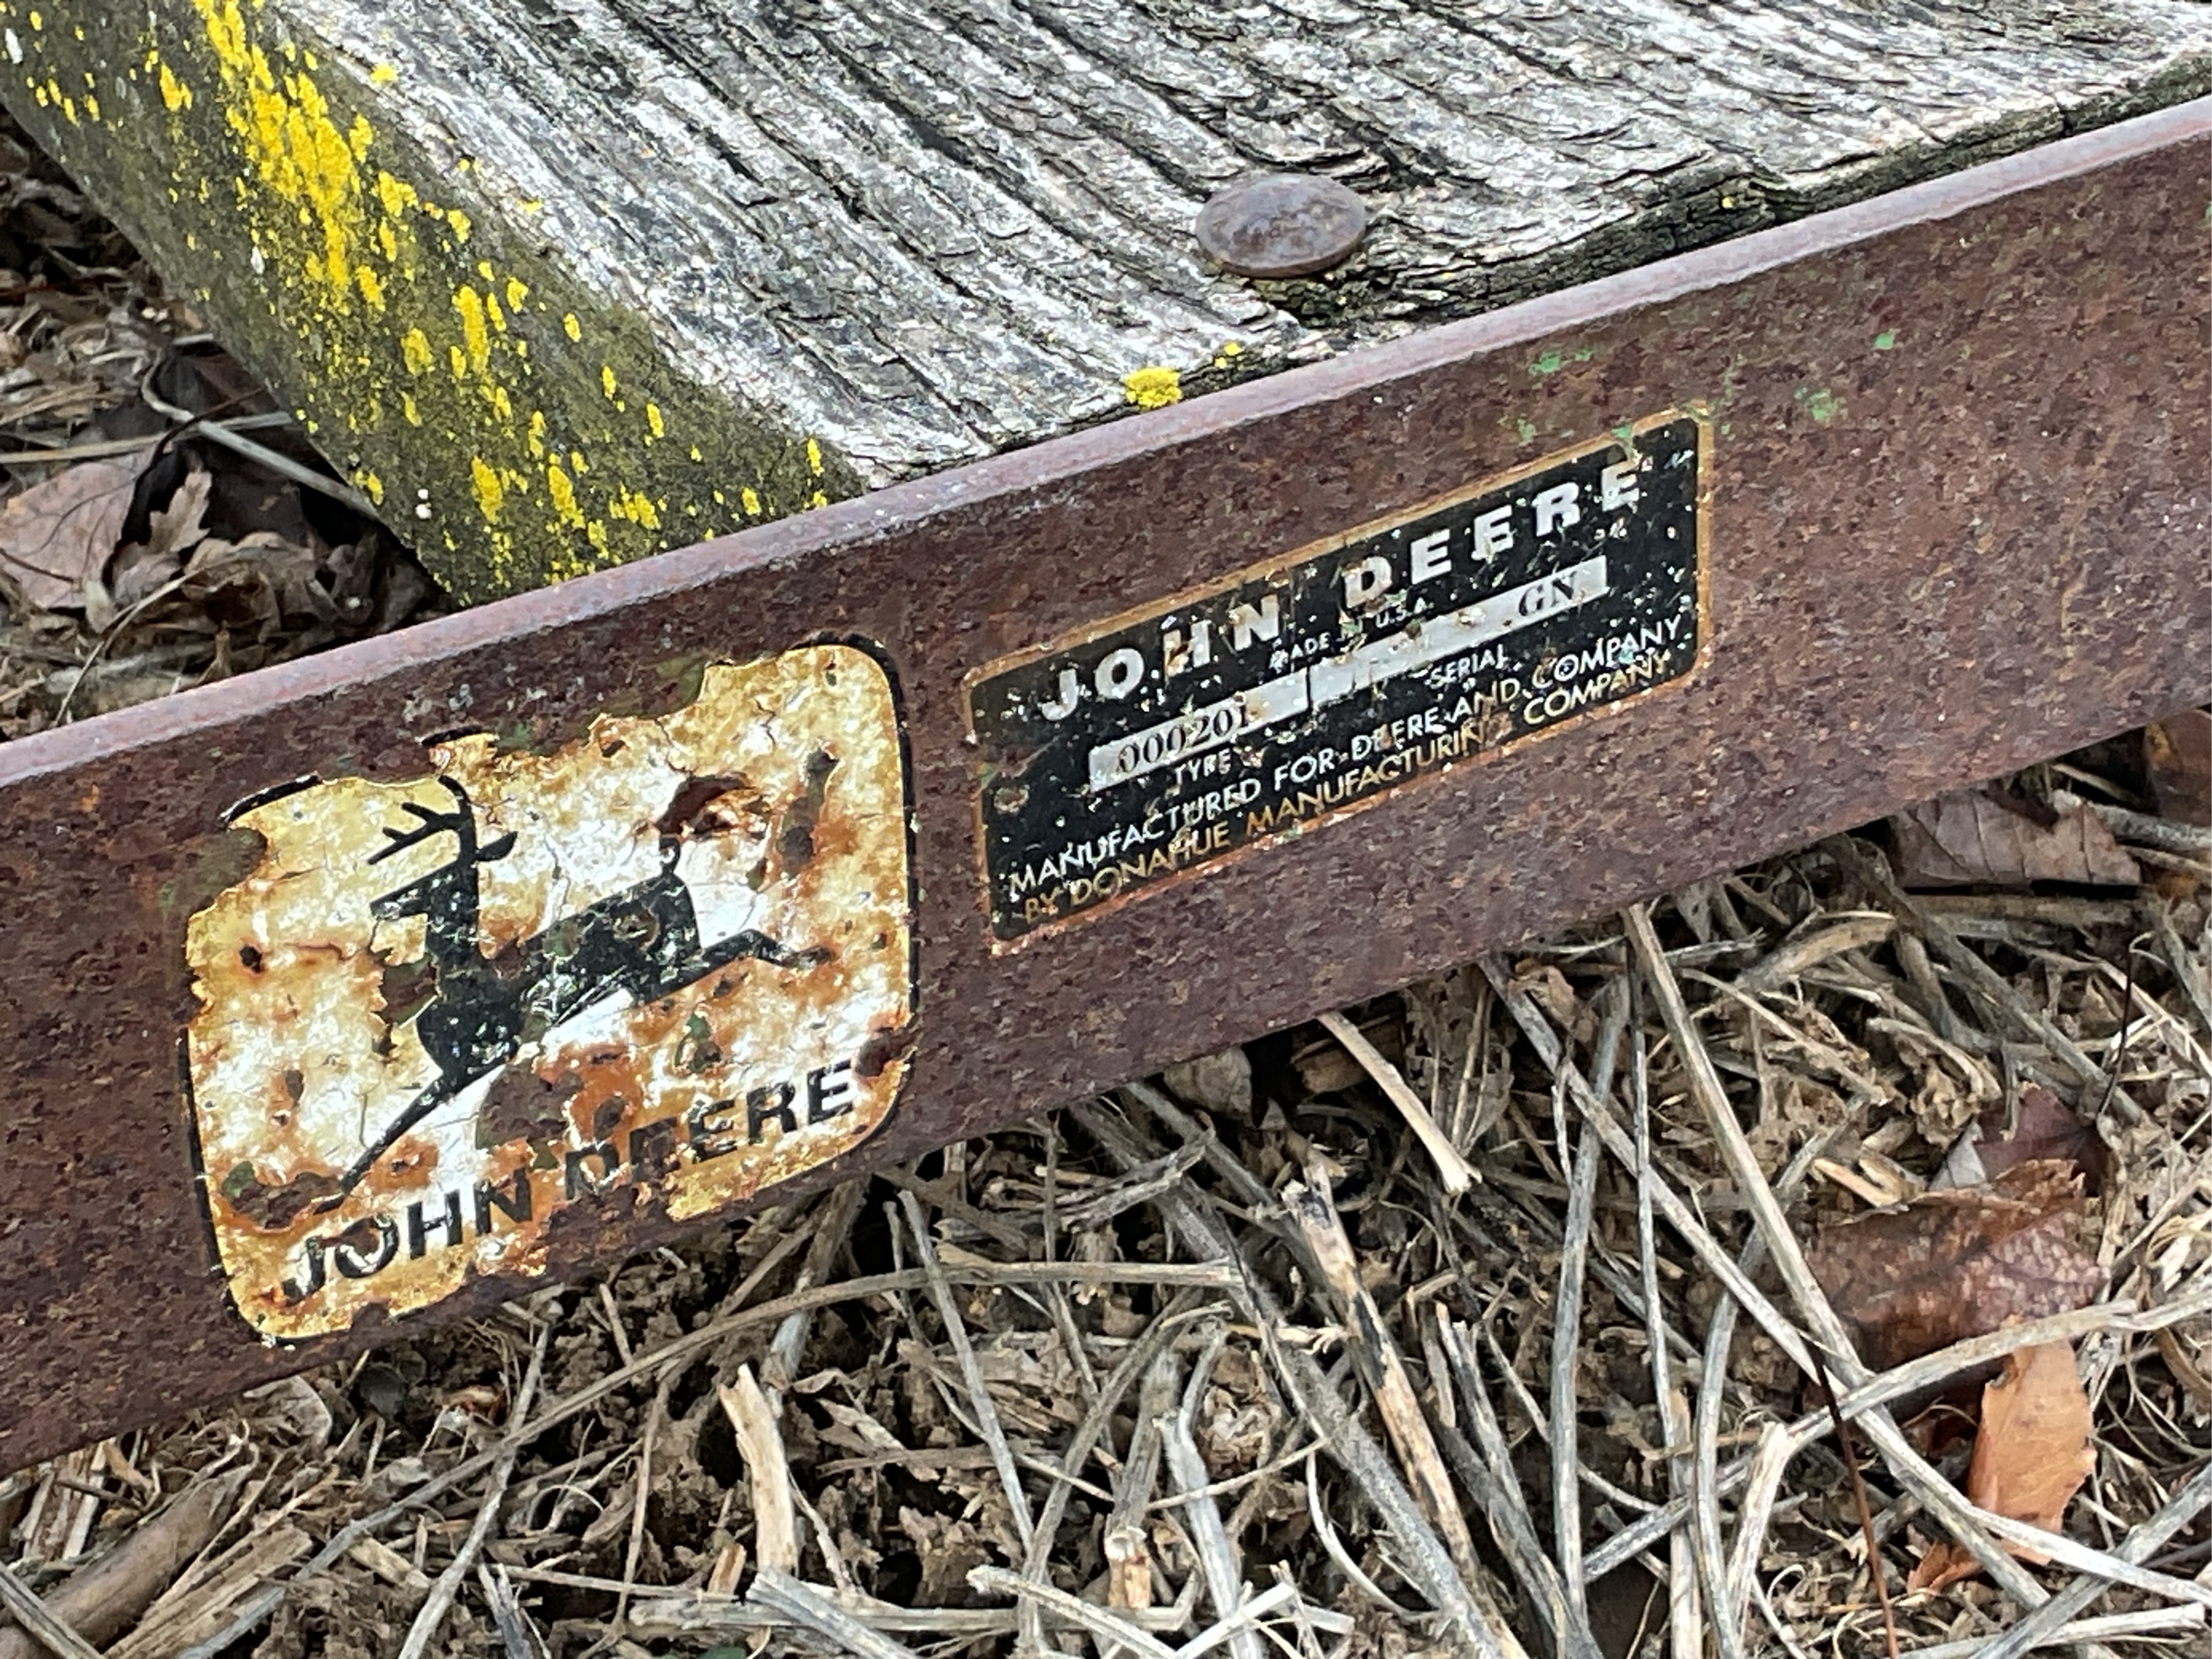 JOHN DEERE
JOHN DEERE
MADE IN U.S.A.
000201 GN
TYPE SERIAL
MANUFACTURED FOR DEERE AND COMPANY
BY DONAHUE MANUFACTURING COMPANY